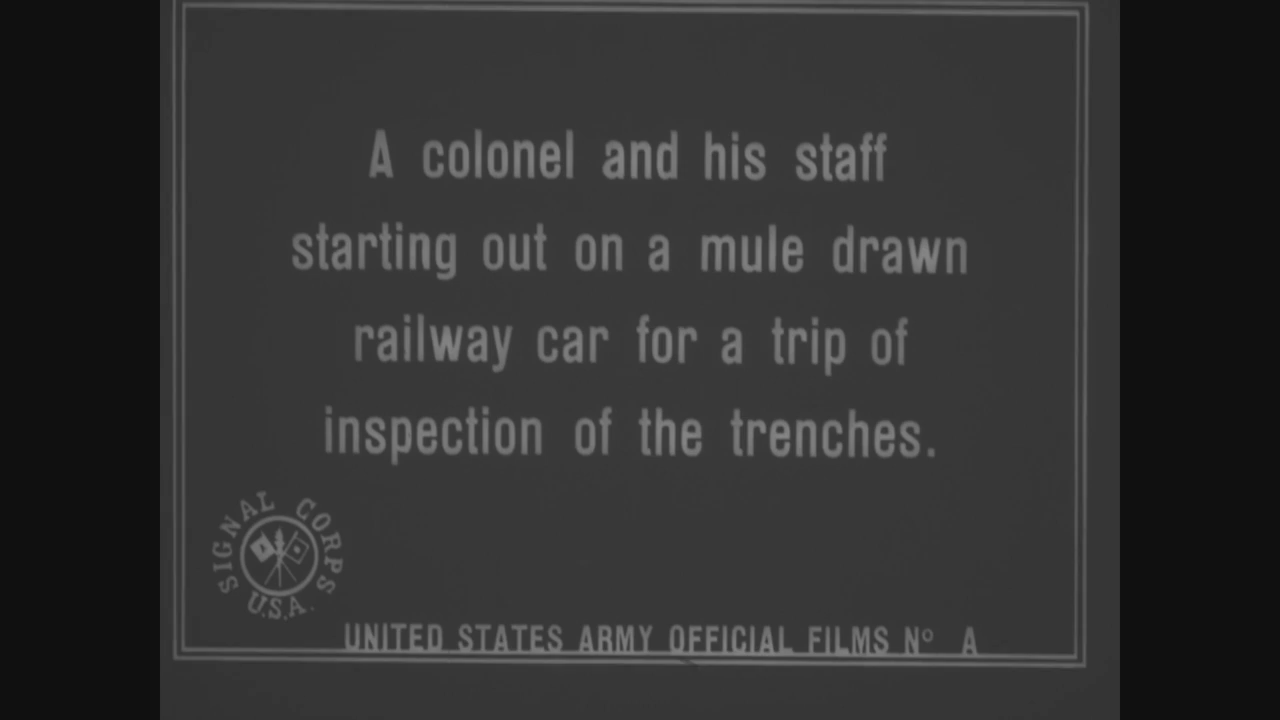 A colonel and his staff
starting out on a mule drawn
railway car for a trip of
inspection of the trenches.
SIGNAL CORPS
U.S.A.
UNITED STATES ARMY OFFICIAL FILMS Nº A